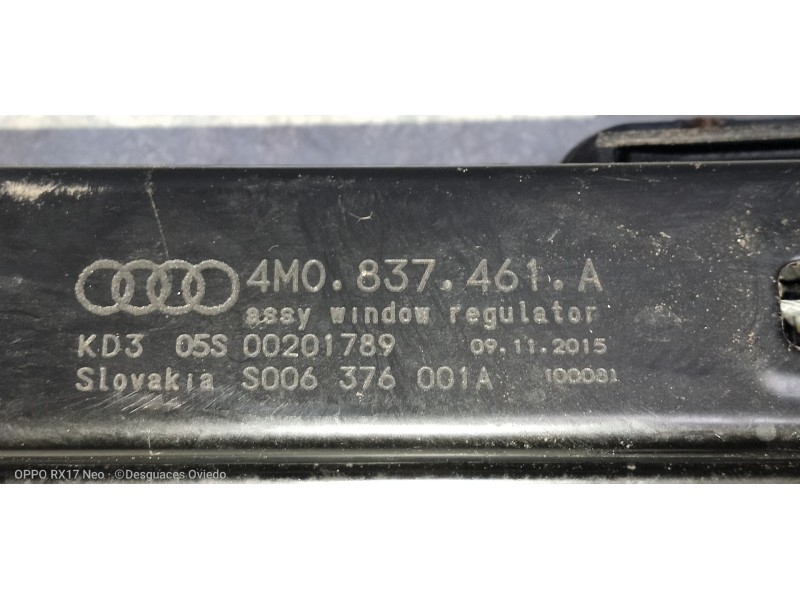 4M0.837.461.A
assy window regulator
KD3 05S 00201789 09.11.2015
Slovakia S006 376 001A 100081
OPPO RX17 Neo · ©Desguaces Oviedo